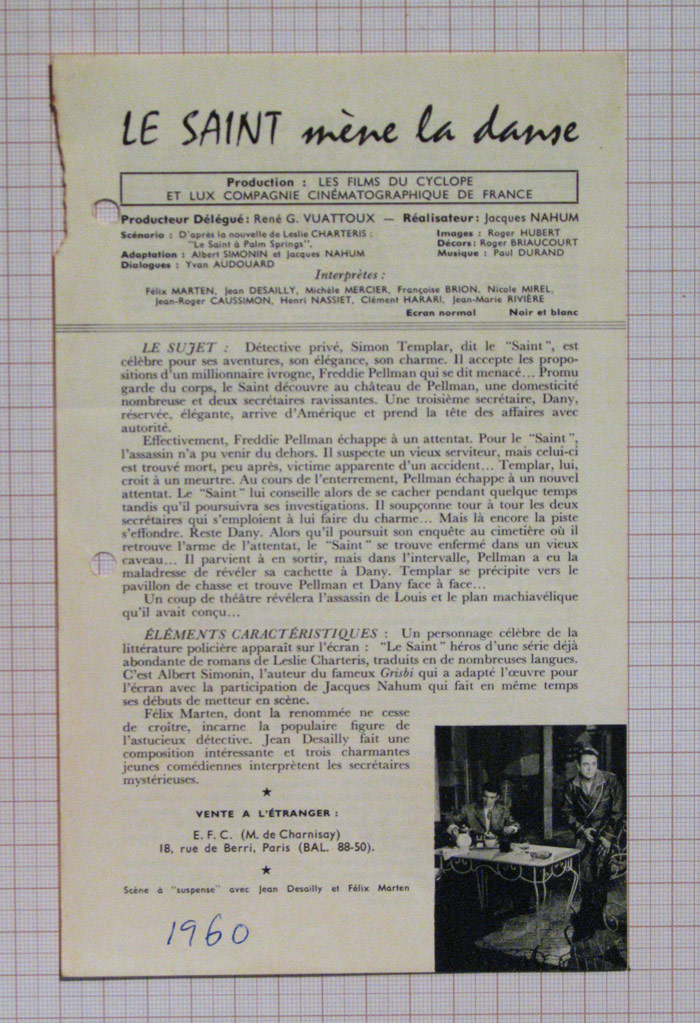 LE SAINT mène la danse
Production : LES FILMS DU CYCLOPE
ET LUX COMPAGNIE CINÉMATOGRAPHIQUE DE FRANCE
Producteur Délégué : René G. VUATTOUX — Réalisateur : Jacques NAHUM
Scénario : D'après la nouvelle de Leslie CHARTERIS :
"Le Saint à Palm Springs",
Adaptation : Albert SIMONIN et Jacques NAHUM
Dialogues : Yvan AUDOUARD
Images : Roger HUBERT
Décors : Roger BRIAUCOURT
Musique : Paul DURAND
Interprètes :
Félix MARTEN, Jean DESAILLY, Michèle MERCIER, Françoise BRION, Nicole MIREL,
Jean-Roger CAUSSIMON, Henri NASSIET, Clément HARARI, Jean-Marie RIVIÈRE
Ecran normal Noir et blanc
LE SUJET : Détective privé, Simon Templar, dit le "Saint", est
célèbre pour ses aventures, son élégance, son charme. Il accepte les propo-
sitions d'un millionnaire ivrogne, Freddie Pellman qui se dit menacé... Promu
garde du corps, le Saint découvre au château de Pellman, une domesticité
nombreuse et deux secrétaires ravissantes. Une troisième secrétaire, Dany,
réservée, élégante, arrive d'Amérique et prend la tête des affaires avec
autorité.
Effectivement, Freddie Pellman échappe à un attentat. Pour le "Saint",
l'assassin n'a pu venir du dehors. Il suspecte un vieux serviteur, mais celui-ci
est trouvé mort, peu après, victime apparente d'un accident... Templar, lui,
croit à un meurtre. Au cours de l'enterrement, Pellman échappe à un nouvel
attentat. Le "Saint" lui conseille alors de se cacher pendant quelque temps
tandis qu'il poursuivra ses investigations. Il soupçonne tour à tour les deux
secrétaires qui s'emploient à lui faire du charme... Mais là encore la piste
s'effondre. Reste Dany. Alors qu'il poursuit son enquête au cimetière où il
retrouve l'arme de l'attentat, le "Saint" se trouve enfermé dans un vieux
caveau... Il parvient à en sortir, mais dans l'intervalle, Pellman a eu la
maladresse de révéler sa cachette à Dany. Templar se précipite vers le
pavillon de chasse et trouve Pellman et Dany face à face...
Un coup de théâtre révélera l'assassin de Louis et le plan machiavélique
qu'il avait conçu...
ÉLÉMENTS CARACTÉRISTIQUES : Un personnage célèbre de la
littérature policière apparaît sur l'écran : "Le Saint" héros d'une série déjà
abondante de romans de Leslie Charteris, traduits en de nombreuses langues.
C'est Albert Simonin, l'auteur du fameux Grisbi qui a adapté l'œuvre pour
l'écran avec la participation de Jacques Nahum qui fait en même temps
ses débuts de metteur en scène.
Félix Marten, dont la renommée ne cesse
de croître, incarne la populaire figure de
l'astucieux détective. Jean Desailly fait une
composition intéressante et trois charmantes
jeunes comédiennes interprètent les secrétaires
mystérieuses.
VENTE A L'ÉTRANGER :
E. F. C. (M. de Charnisay)
18, rue de Berri, Paris (BAL. 88-50).
Scène à "suspense" avec Jean Desailly et Félix Marten
1960